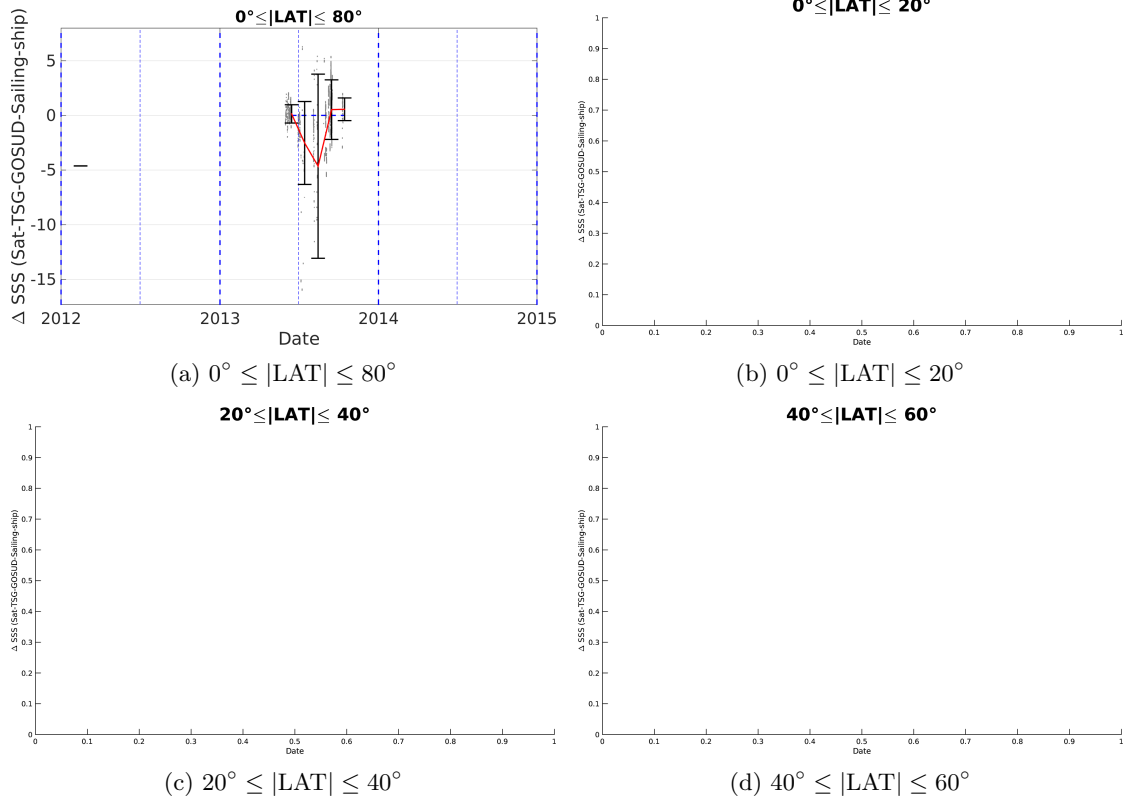 0°≤|LAT|≤ 80°
Δ SSS (Sat-TSG-GOSUD-Sailing-ship)
5
0
-5
-10
-15
2012
2013
2014
2015
Date
(a) 0° ≤ |LAT| ≤ 80°
0°≤|LAT|≤ 20°
Δ SSS (Sat-TSG-GOSUD-Sailing-ship)
1
0.9
0.8
0.7
0.6
0.5
0.4
0.3
0.2
0.1
0
0 0.1 0.2 0.3 0.4 0.5 0.6 0.7 0.8 0.9 1
Date
(b) 0° ≤ |LAT| ≤ 20°
20°≤|LAT|≤ 40°
Δ SSS (Sat-TSG-GOSUD-Sailing-ship)
1
0.9
0.8
0.7
0.6
0.5
0.4
0.3
0.2
0.1
0
0 0.1 0.2 0.3 0.4 0.5 0.6 0.7 0.8 0.9 1
Date
(c) 20° ≤ |LAT| ≤ 40°
40°≤|LAT|≤ 60°
Δ SSS (Sat-TSG-GOSUD-Sailing-ship)
1
0.9
0.8
0.7
0.6
0.5
0.4
0.3
0.2
0.1
0
0 0.1 0.2 0.3 0.4 0.5 0.6 0.7 0.8 0.9 1
Date
(d) 40° ≤ |LAT| ≤ 60°